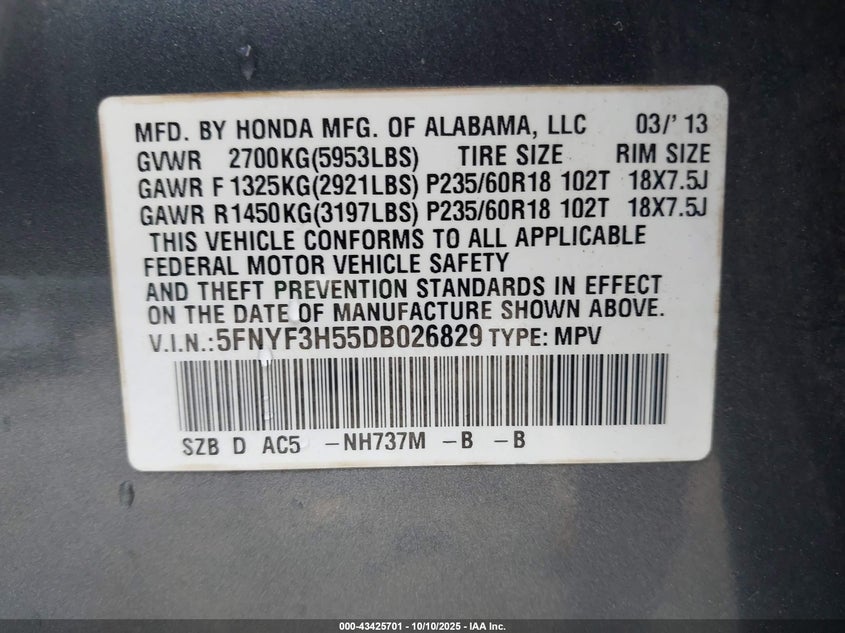 MFD. BY HONDA MFG. OF ALABAMA, LLC 03/'13
GVWR 2700KG(5953LBS) TIRE SIZE RIM SIZE
GAWR F 1325KG(2921LBS) P235/60R18 102T 18X7.5J
GAWR R1450KG(3197LBS) P235/60R18 102T 18X7.5J
THIS VEHICLE CONFORMS TO ALL APPLICABLE
FEDERAL MOTOR VEHICLE SAFETY
AND THEFT PREVENTION STANDARDS IN EFFECT
ON THE DATE OF MANUFACTURE SHOWN ABOVE.
V.I.N.:5FNYF3H55DB026829 TYPE: MPV
SZB D AC5 -NH737M -B -B
000-43425701 - 10/10/2025 - IAA Inc.